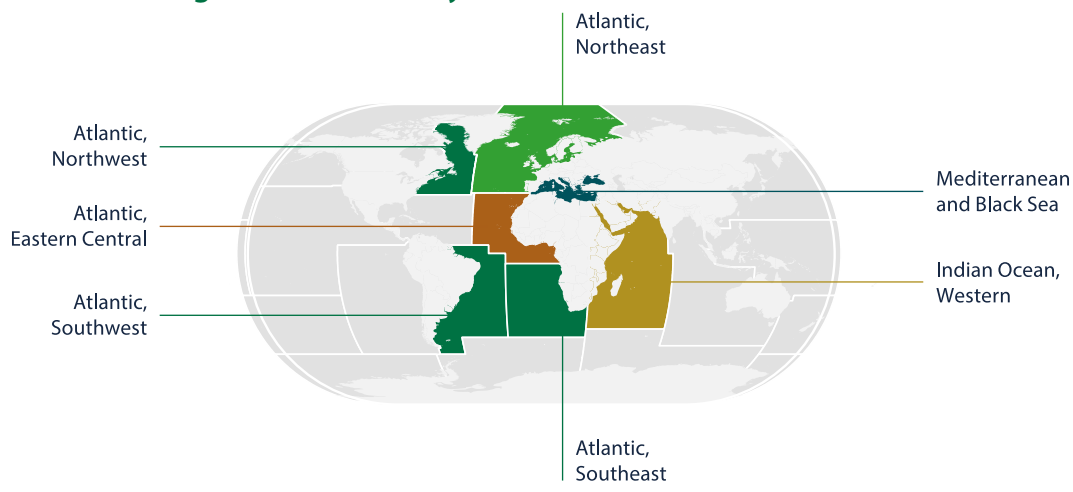 Atlantic,
Northeast
Atlantic,
Northwest
Mediterranean
and Black Sea
Atlantic,
Eastern Central
Indian Ocean,
Western
Atlantic,
Southwest
Atlantic,
Southeast